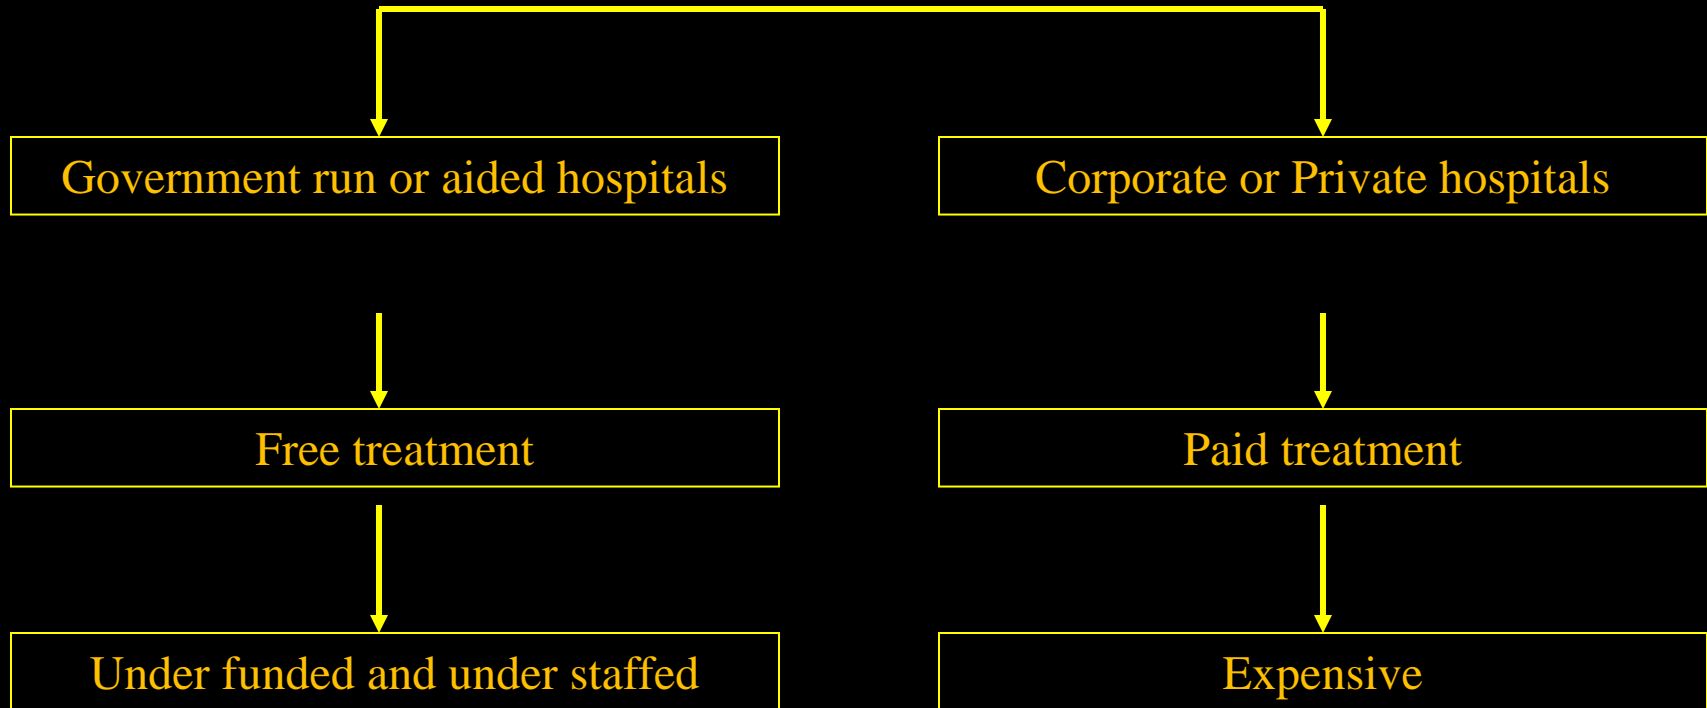 Government run or aided hospitals
Corporate or Private hospitals
Free treatment
Paid treatment
Under funded and under staffed
Expensive